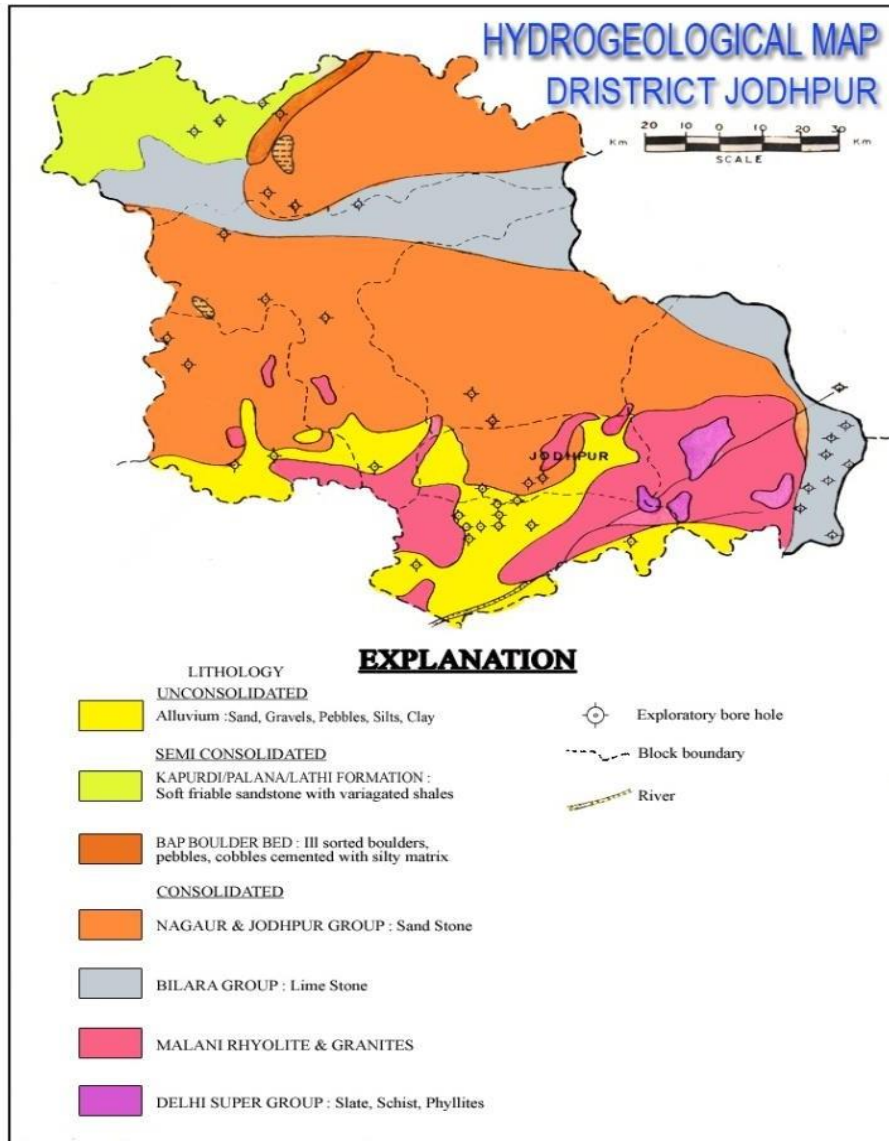 HYDROGEOLOGICAL MAP
DRISTRICT JODHPUR
20 10 0 10 20 30
Km Km
SCALE
JODHPUR
EXPLANATION
LITHOLOGY
UNCONSOLIDATED
Alluvium : Sand, Gravels, Pebbles, Silts, Clay
SEMI CONSOLIDATED
KAPURDI/PALANA/LATHI FORMATION :
Soft friable sandstone with variagated shales
BAP BOULDER BED : Ill sorted boulders,
pebbles, cobbles cemented with silty matrix
CONSOLIDATED
NAGAUR & JODHPUR GROUP : Sand Stone
BILARA GROUP : Lime Stone
MALANI RHYOLITE & GRANITES
DELHI SUPER GROUP : Slate, Schist, Phyllites
Exploratory bore hole
Block boundary
River